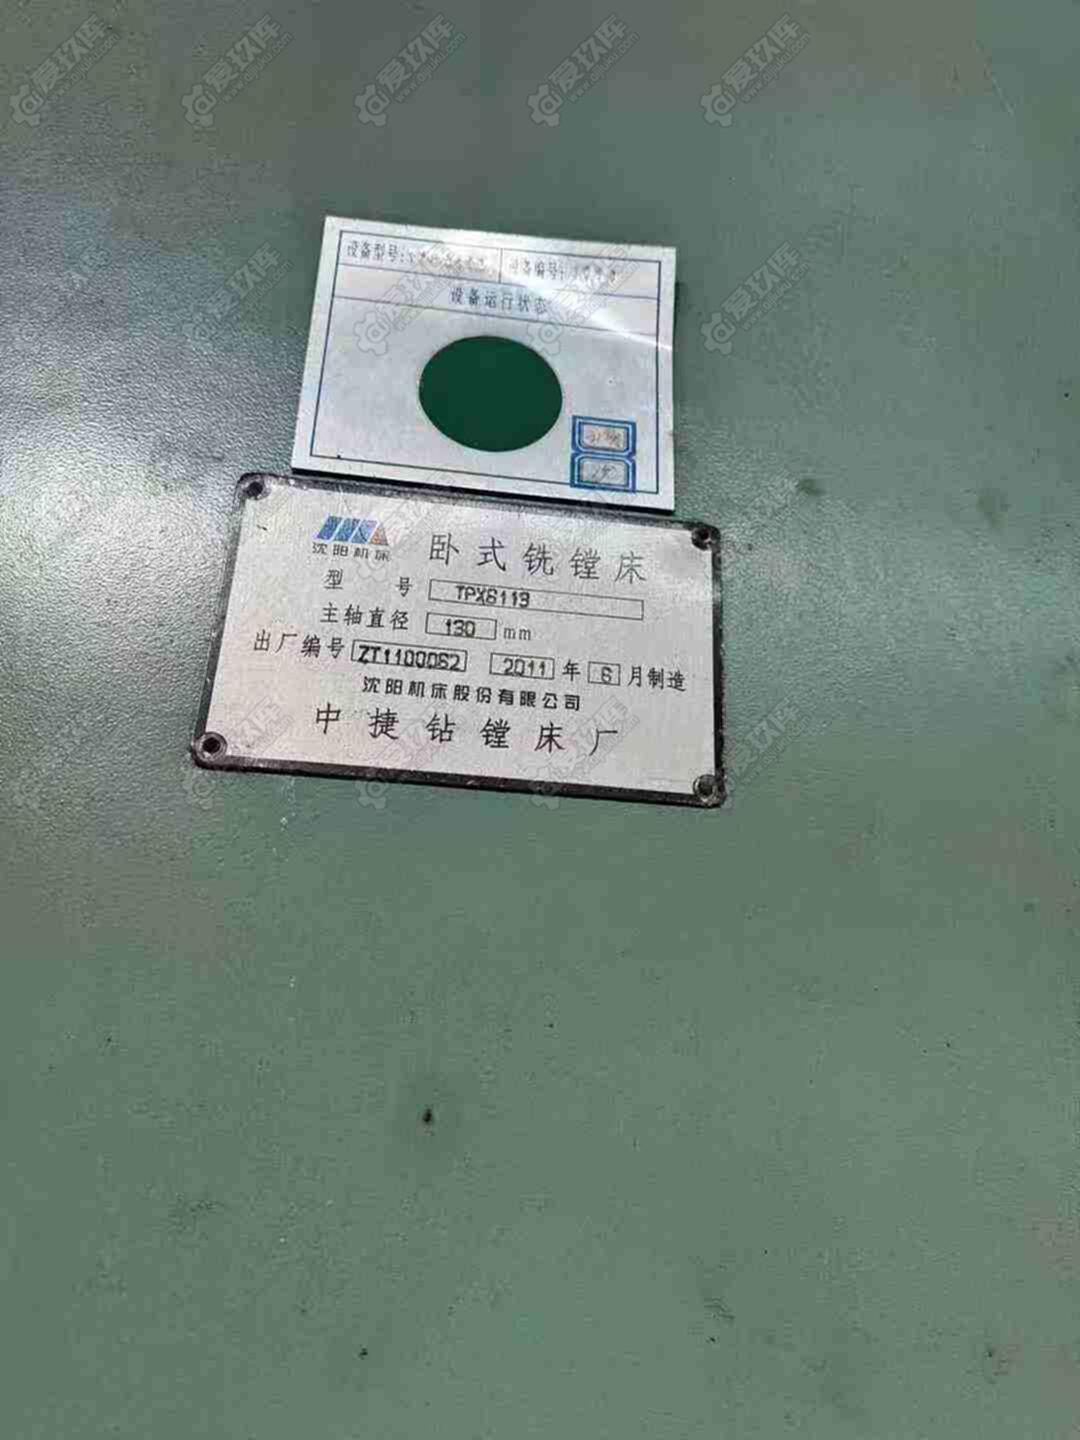 设备型号:
设备编号:
设备运行状态
沈阳机床
卧式铣镗床
型 号 TPX6113
主轴直径 130 mm
出厂编号 ZT1100062 2011 年 6 月制造
沈阳机床股份有限公司
中捷钻镗床厂
爱玖库